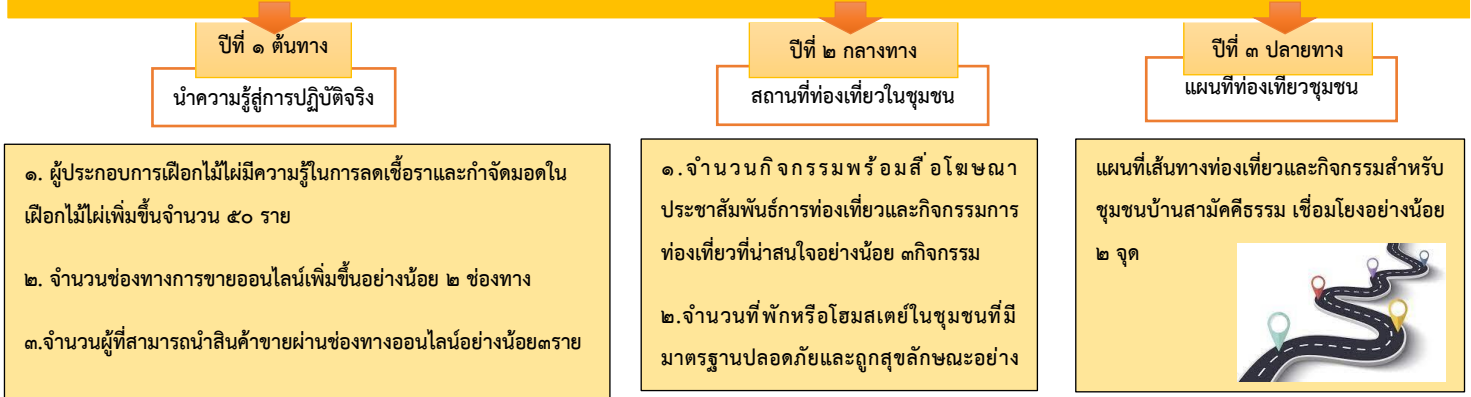 ปีที่ ๑ ต้นทาง
นำความรู้สู่การปฏิบัติจริง
๑. ผู้ประกอบการเฝือกไม้ไผ่มีความรู้ในการลดเชื้อราและกำจัดมอดใน
เฝือกไม้ไผ่เพิ่มขึ้นจำนวน ๕๐ ราย
๒. จำนวนช่องทางการขายออนไลน์เพิ่มขึ้นอย่างน้อย ๒ ช่องทาง
๓.จำนวนผู้ที่สามารถนำสินค้าขายผ่านช่องทางออนไลน์อย่างน้อย๓ราย
ปีที่ ๒ กลางทาง
สถานที่ท่องเที่ยวในชุมชน
๑.จำนวนกิจกรรมพร้อมสื่อโฆษณา
ประชาสัมพันธ์การท่องเที่ยวและกิจกรรมการ
ท่องเที่ยวที่น่าสนใจอย่างน้อย ๓กิจกรรม
๒.จำนวนที่พักหรือโฮมสเตย์ในชุมชนที่มี
มาตรฐานปลอดภัยและถูกสุขลักษณะอย่าง
ปีที่ ๓ ปลายทาง
แผนที่ท่องเที่ยวชุมชน
แผนที่เส้นทางท่องเที่ยวและกิจกรรมสำหรับ
ชุมชนบ้านสามัคคีธรรม เชื่อมโยงอย่างน้อย
๒ จุด